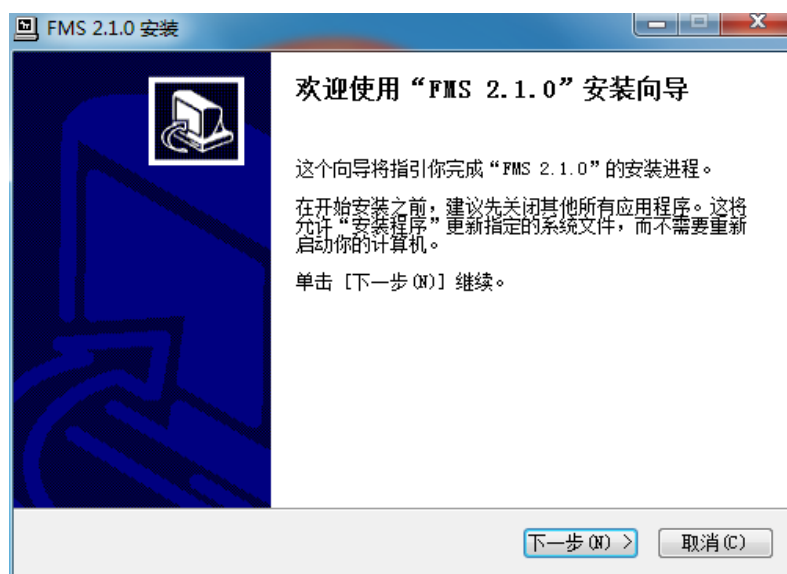 FMS 2.1.0 安装
欢迎使用“FMS 2.1.0”安装向导
这个向导将指引你完成“FMS 2.1.0”的安装进程。
在开始安装之前，建议先关闭其他所有应用程序。这将
允许“安装程序”更新指定的系统文件，而不需要重新
启动你的计算机。
单击 [下一步(N)] 继续。
下一步(N) >
取消(C)